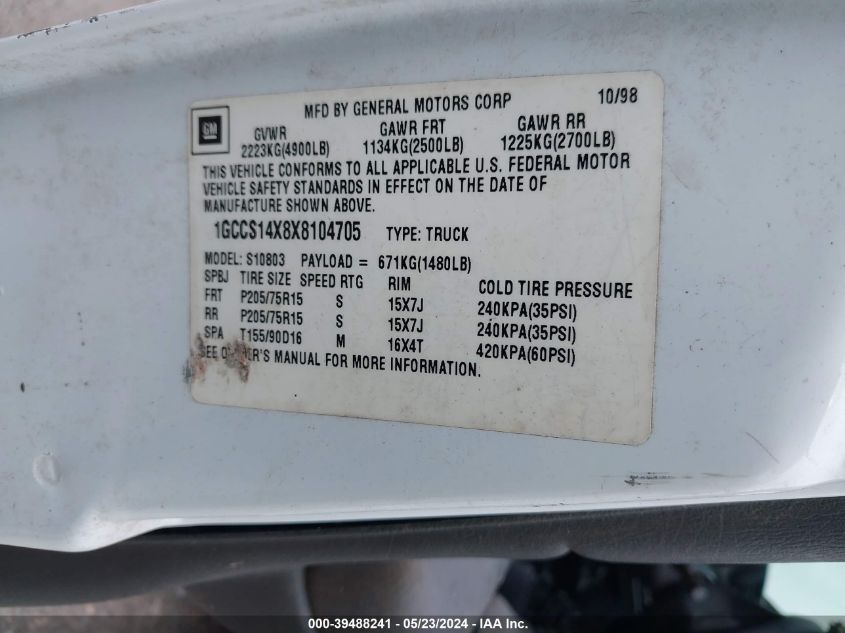 MFD BY GENERAL MOTORS CORP 10/98
GM
GVWR GAWR FRT GAWR RR
2223KG(4900LB) 1134KG(2500LB) 1225KG(2700LB)
THIS VEHICLE CONFORMS TO ALL APPLICABLE U.S. FEDERAL MOTOR
VEHICLE SAFETY STANDARDS IN EFFECT ON THE DATE OF
MANUFACTURE SHOWN ABOVE.
1GCCS14X8X8104705 TYPE: TRUCK
MODEL: S10803 PAYLOAD = 671KG(1480LB)
SPBJ TIRE SIZE SPEED RTG RIM COLD TIRE PRESSURE
FRT P205/75R15 S 15X7J 240KPA(35PSI)
RR P205/75R15 S 15X7J 240KPA(35PSI)
SPA T155/90D16 M 16X4T 420KPA(60PSI)
SEE OWNER'S MANUAL FOR MORE INFORMATION.
000-39488241 - 05/23/2024 - IAA Inc.